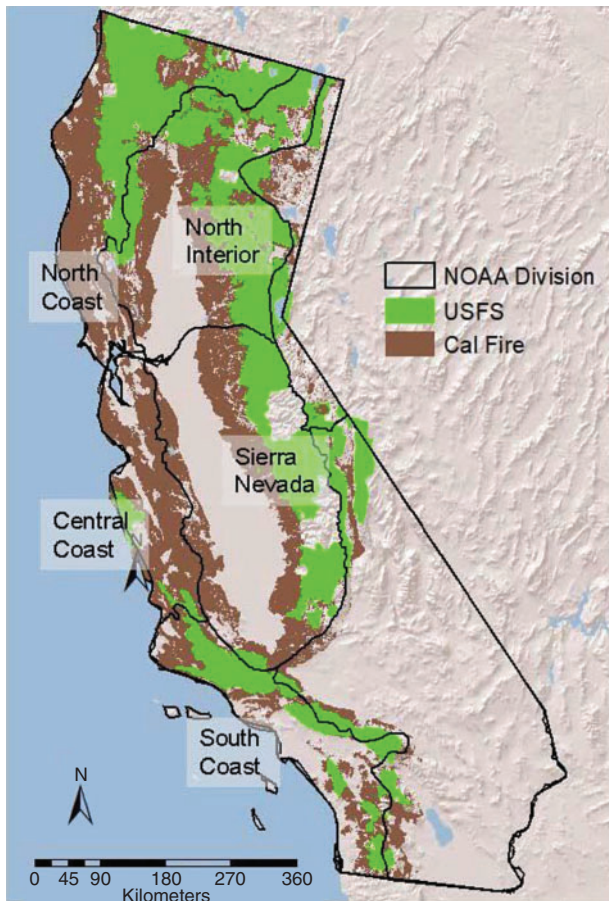 North
Interior
North
Coast
NOAA Division
USFS
Cal Fire
Sierra
Nevada
Central
Coast
N
South
Coast
N
0 45 90 180 270 360
Kilometers